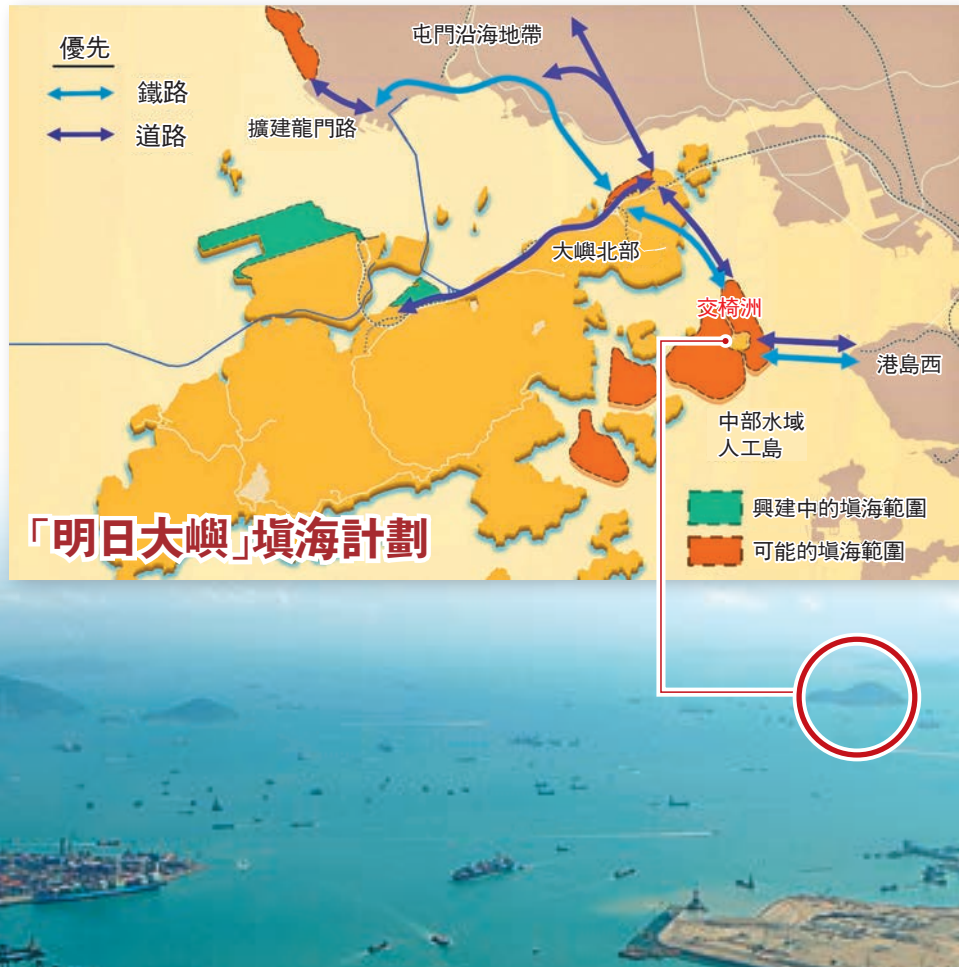 優先
鐵路
道路
屯門沿海地帶
擴建龍門路
大嶼北部
交椅洲
港島西
中部水域
人工島
興建中的填海範圍
可能的填海範圍
「明日大嶼」填海計劃